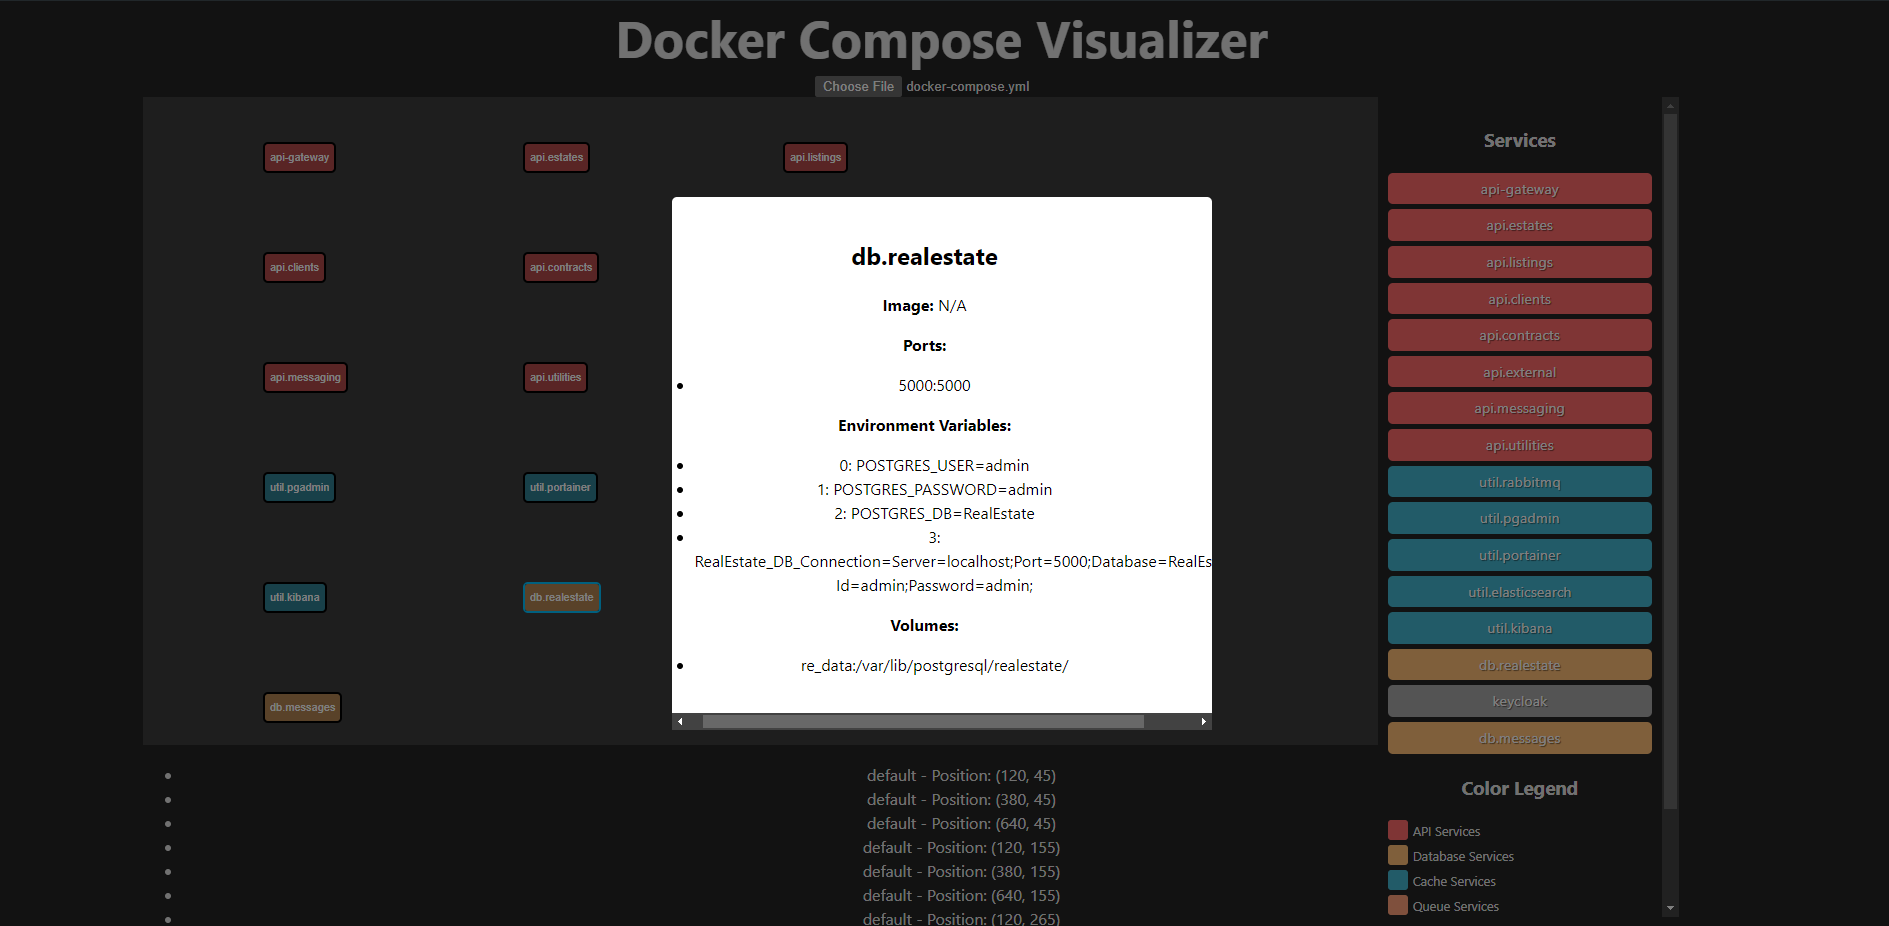 Docker Compose Visualizer
Choose File docker-compose.yml
api-gateway
api.estates
api.listings
api.clients
api.contracts
api.messaging
api.utilities
util.pgadmin
util.portainer
util.kibana
db.realestate
db.messages
db.realestate
Image: N/A
Ports:
5000:5000
Environment Variables:
0: POSTGRES_USER=admin
1: POSTGRES_PASSWORD=admin
2: POSTGRES_DB=RealEstate
3:
RealEstate_DB_Connection=Server=localhost;Port=5000;Database=RealEs
Id=admin;Password=admin;
Volumes:
re_data:/var/lib/postgresql/realestate/
default - Position: (120, 45)
default - Position: (380, 45)
default - Position: (640, 45)
default - Position: (120, 155)
default - Position: (380, 155)
default - Position: (640, 155)
default - Position: (120, 265)
Services
api-gateway
api.estates
api.listings
api.clients
api.contracts
api.external
api.messaging
api.utilities
util.rabbitmq
util.pgadmin
util.portainer
util.elasticsearch
util.kibana
db.realestate
keycloak
db.messages
Color Legend
API Services
Database Services
Cache Services
Queue Services